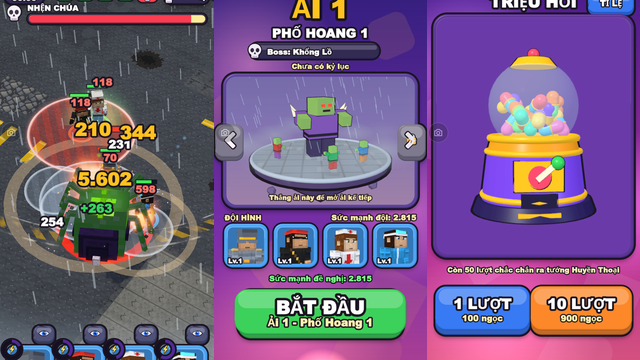 NHỆN CHÚA
118
118
210
344
231
70
5.602
598
+263
254
ẢI 1
PHỐ HOANG 1
Boss: Khổng Lồ
Chưa có kỷ lục
Thắng ải này để mở ải kế tiếp
ĐỘI HÌNH
Sức mạnh đội: 2.815
Lv.1
Lv.1
Lv.1
Lv.1
Sức mạnh đề nghị: 2.815
BẮT ĐẦU
Ải 1 - Phố Hoang 1
TRIỆU HỒI
TỈ LỆ
Còn 50 lượt chắc chắn ra tướng Huyền Thoại
1 LƯỢT
100 ngọc
10 LƯỢT
900 ngọc